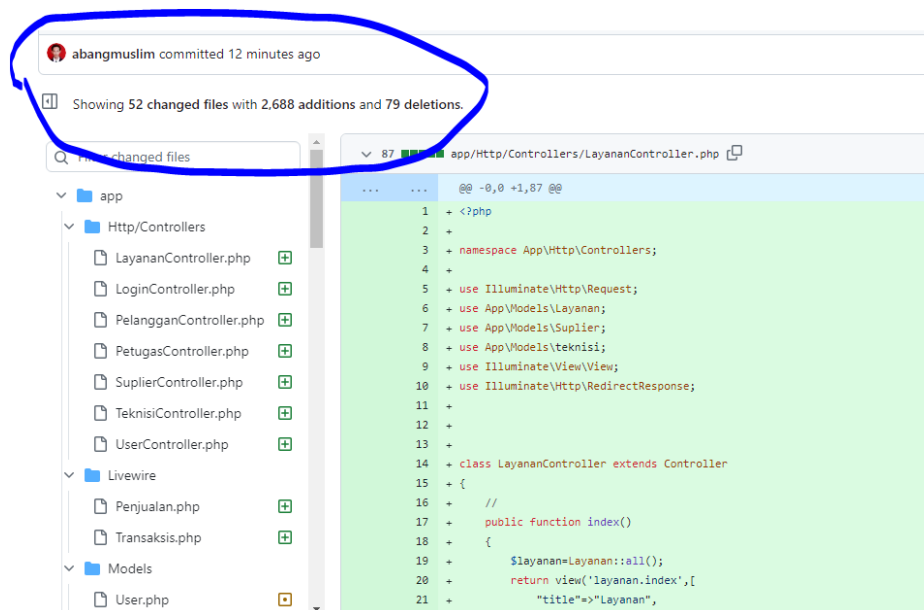 abangmuslim committed 12 minutes ago
Showing 52 changed files with 2,688 additions and 79 deletions.
changed files
87 app/Http/Controllers/LayananController.php
... ... @@ -0,0 +1,87 @@
app
Http/Controllers
LayananController.php
LoginController.php
PelangganController.php
PetugasController.php
SuplierController.php
TeknisiController.php
UserController.php
Livewire
Penjualan.php
Transaksis.php
Models
User.php
1 + <?php
2 +
3 + namespace App\Http\Controllers;
4 +
5 + use Illuminate\Http\Request;
6 + use App\Models\Layanan;
7 + use App\Models\Suplier;
8 + use App\Models\teknisi;
9 + use Illuminate\View\View;
10 + use Illuminate\Http\RedirectResponse;
11 +
12 +
13 +
14 + class LayananController extends Controller
15 + {
16 + //
17 + public function index()
18 + {
19 + $layanan=Layanan::all();
20 + return view('layanan.index',[
21 + "title"=>"Layanan",